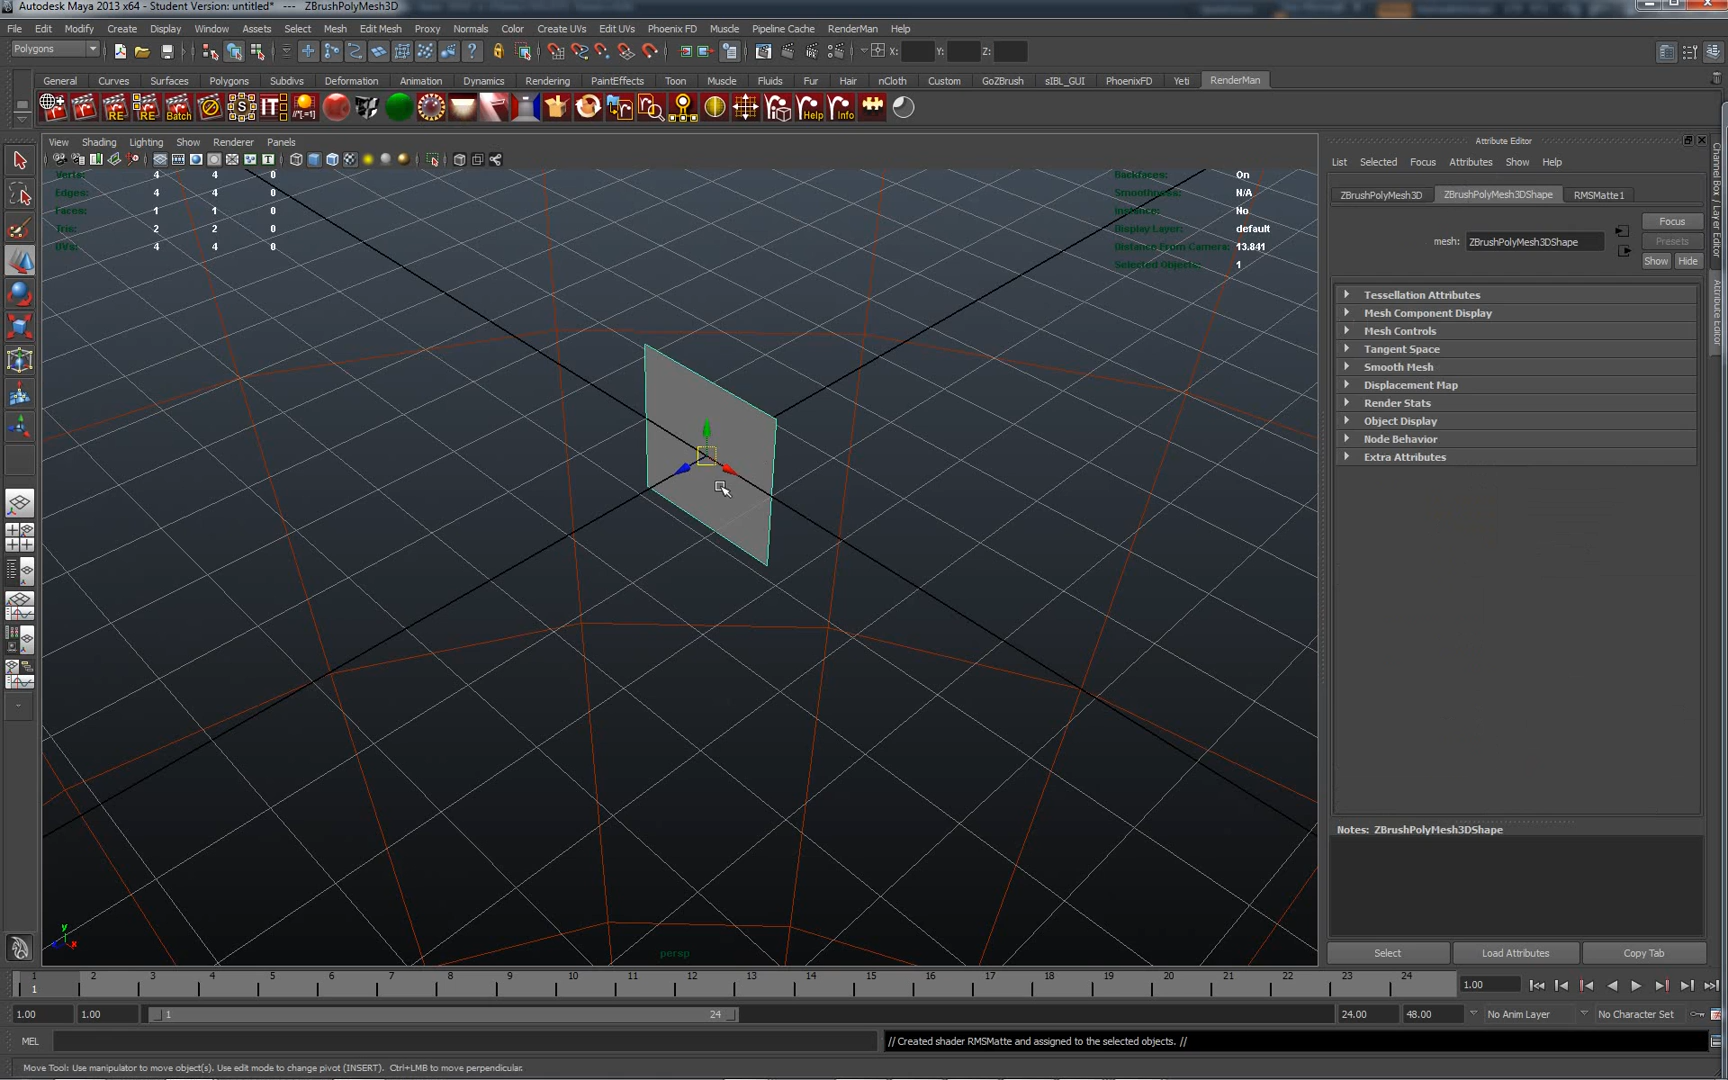 Autodesk Maya 2013 x64 - Student Version: untitled* --- ZBrushPolyMesh3D
File Edit Modify Create Display Window Assets Select Mesh Edit Mesh Proxy Normals Color Create UVs Edit UVs Phoenix FD Muscle Pipeline Cache RenderMan Help
Polygons X: Y: Z:
General Curves Surfaces Polygons Subdivs Deformation Animation Dynamics Rendering PaintEffects Toon Muscle Fluids Fur Hair nCloth Custom GoZBrush sIBL_GUI PhoenixFD Yeti RenderMan
RE RE Batch S IT //*[.=1] Help Info
View Shading Lighting Show Renderer Panels
Verts: 4 4 0
Edges: 4 4 0
Faces: 1 1 0
Tris: 2 2 0
UVs: 4 4 0
Backfaces: On
Smoothness: N/A
Instance: No
Display Layer: default
Distance From Camera: 13.841
Selected Objects: 1
persp
y
x
Attribute Editor
List Selected Focus Attributes Show Help
ZBrushPolyMesh3D ZBrushPolyMesh3DShape RMSMatte1
Focus
mesh: ZBrushPolyMesh3DShape Presets
Show Hide
Tessellation Attributes
Mesh Component Display
Mesh Controls
Tangent Space
Smooth Mesh
Displacement Map
Render Stats
Object Display
Node Behavior
Extra Attributes
Notes: ZBrushPolyMesh3DShape
Select Load Attributes Copy Tab
Channel Box / Layer Editor
Attribute Editor
1 2 3 4 5 6 7 8 9 10 11 12 13 14 15 16 17 18 19 20 21 22 23 24
1 1.00
1.00 1.00 1 24 24.00 48.00 No Anim Layer No Character Set
MEL // Created shader RMSMatte and assigned to the selected objects. //
Move Tool: Use manipulator to move object(s). Use edit mode to change pivot (INSERT). Ctrl+LMB to move perpendicular.